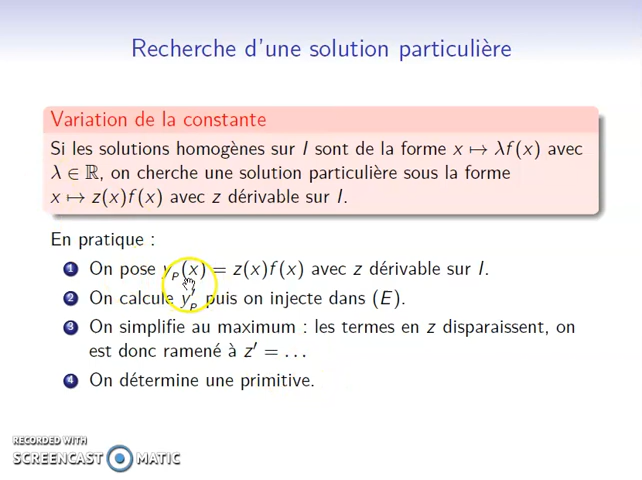 Recherche d'une solution particulière
Variation de la constante
Si les solutions homogènes sur I sont de la forme x ↦ λf(x) avec
λ ∈ ℝ, on cherche une solution particulière sous la forme
x ↦ z(x)f(x) avec z dérivable sur I.
En pratique :
1 On pose y_P(x) = z(x)f(x) avec z dérivable sur I.
2 On calcule y'_P puis on injecte dans (E).
3 On simplifie au maximum : les termes en z disparaissent, on
est donc ramené à z' = ...
4 On détermine une primitive.
RECORDED WITH
SCREENCAST MATIC